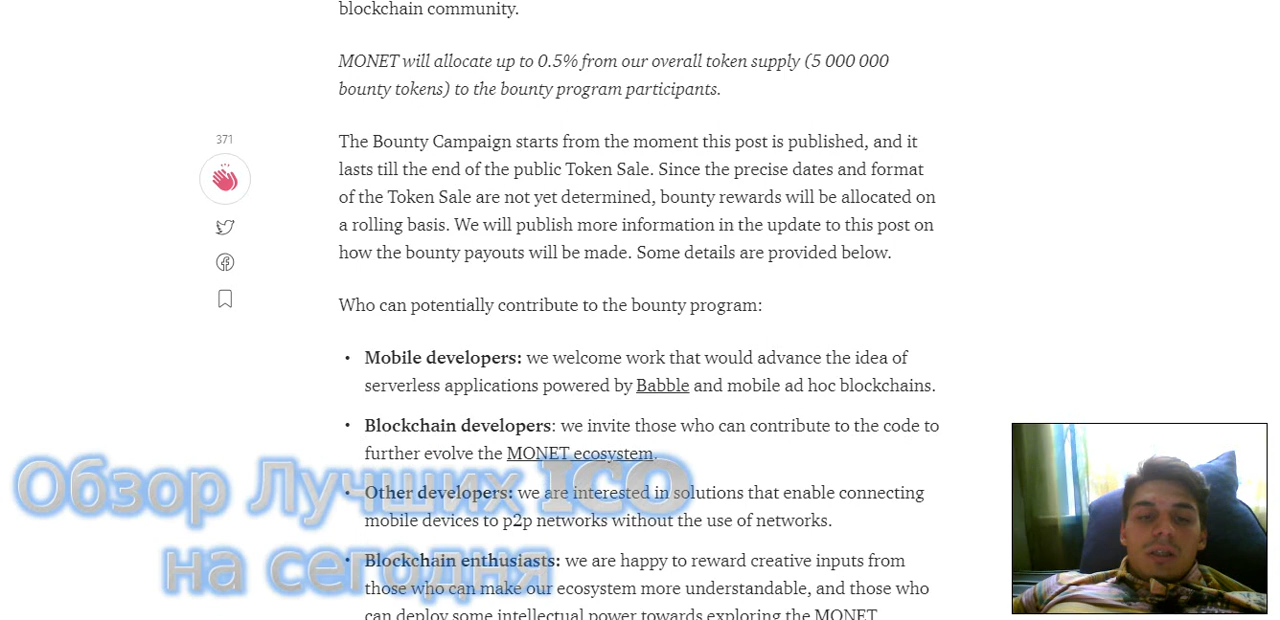 blockchain community.
MONET will allocate up to 0.5% from our overall token supply (5 000 000
bounty tokens) to the bounty program participants.
371
The Bounty Campaign starts from the moment this post is published, and it
lasts till the end of the public Token Sale. Since the precise dates and format
of the Token Sale are not yet determined, bounty rewards will be allocated on
a rolling basis. We will publish more information in the update to this post on
how the bounty payouts will be made. Some details are provided below.
Who can potentially contribute to the bounty program:
• Mobile developers: we welcome work that would advance the idea of
serverless applications powered by Babble and mobile ad hoc blockchains.
• Blockchain developers: we invite those who can contribute to the code to
further evolve the MONET ecosystem.
• Other developers: we are interested in solutions that enable connecting
mobile devices to p2p networks without the use of networks.
• Blockchain enthusiasts: we are happy to reward creative inputs from
those who can make our ecosystem more understandable, and those who
can deploy some intellectual power towards exploring the MONET
Обзор Лучших ICO
на сегодня